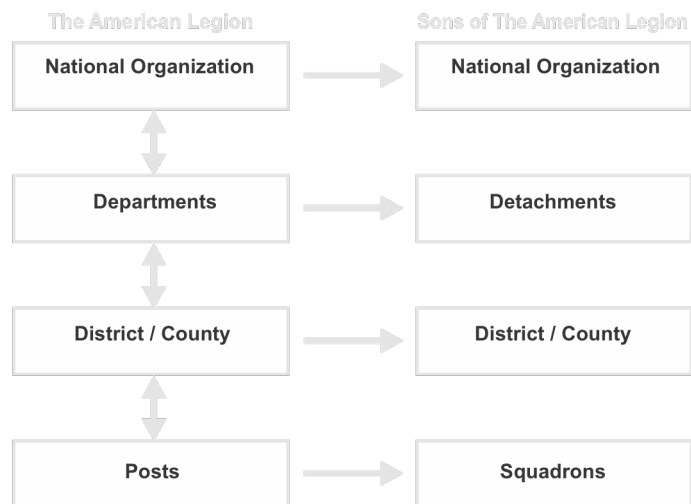 The American Legion
Sons of The American Legion
National Organization
National Organization
Departments
Detachments
District / County
District / County
Posts
Squadrons